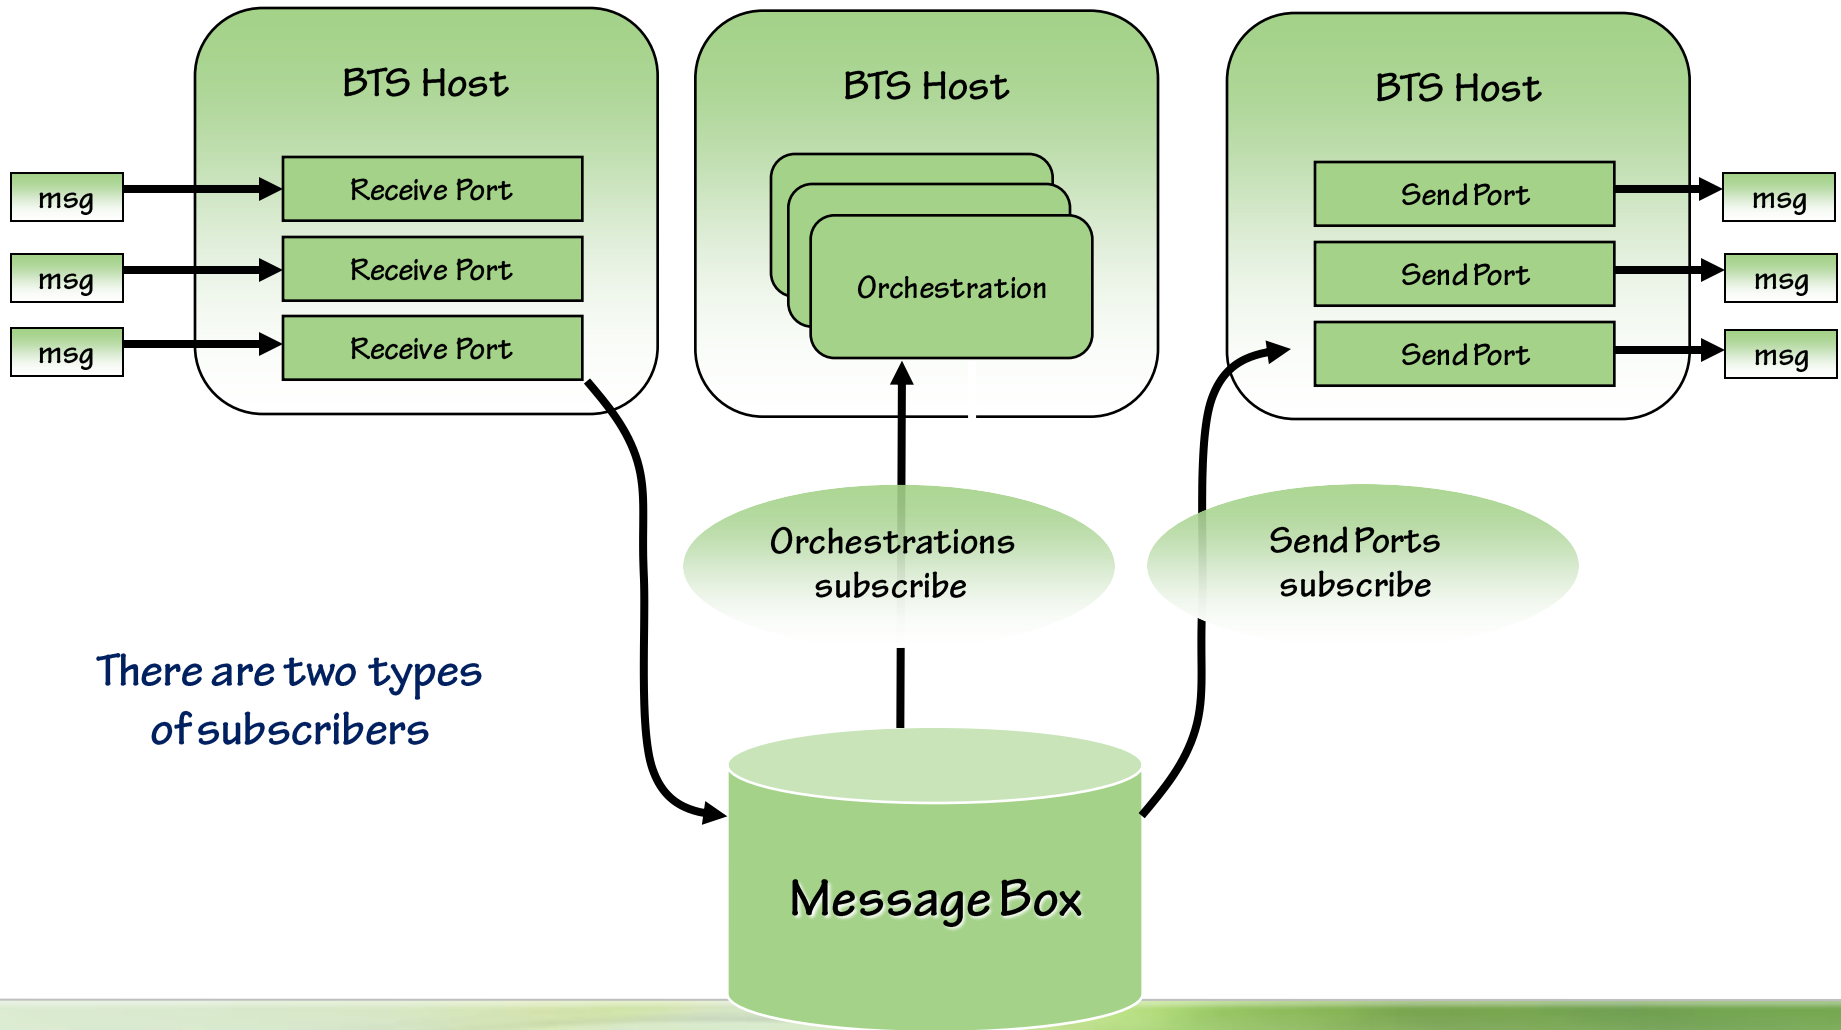 BTS Host
msg
Receive Port
msg
Receive Port
msg
Receive Port
BTS Host
Orchestration
BTS Host
Send Port
msg
Send Port
msg
Send Port
msg
Orchestrations
subscribe
Send Ports
subscribe
There are two types
of subscribers
Message Box